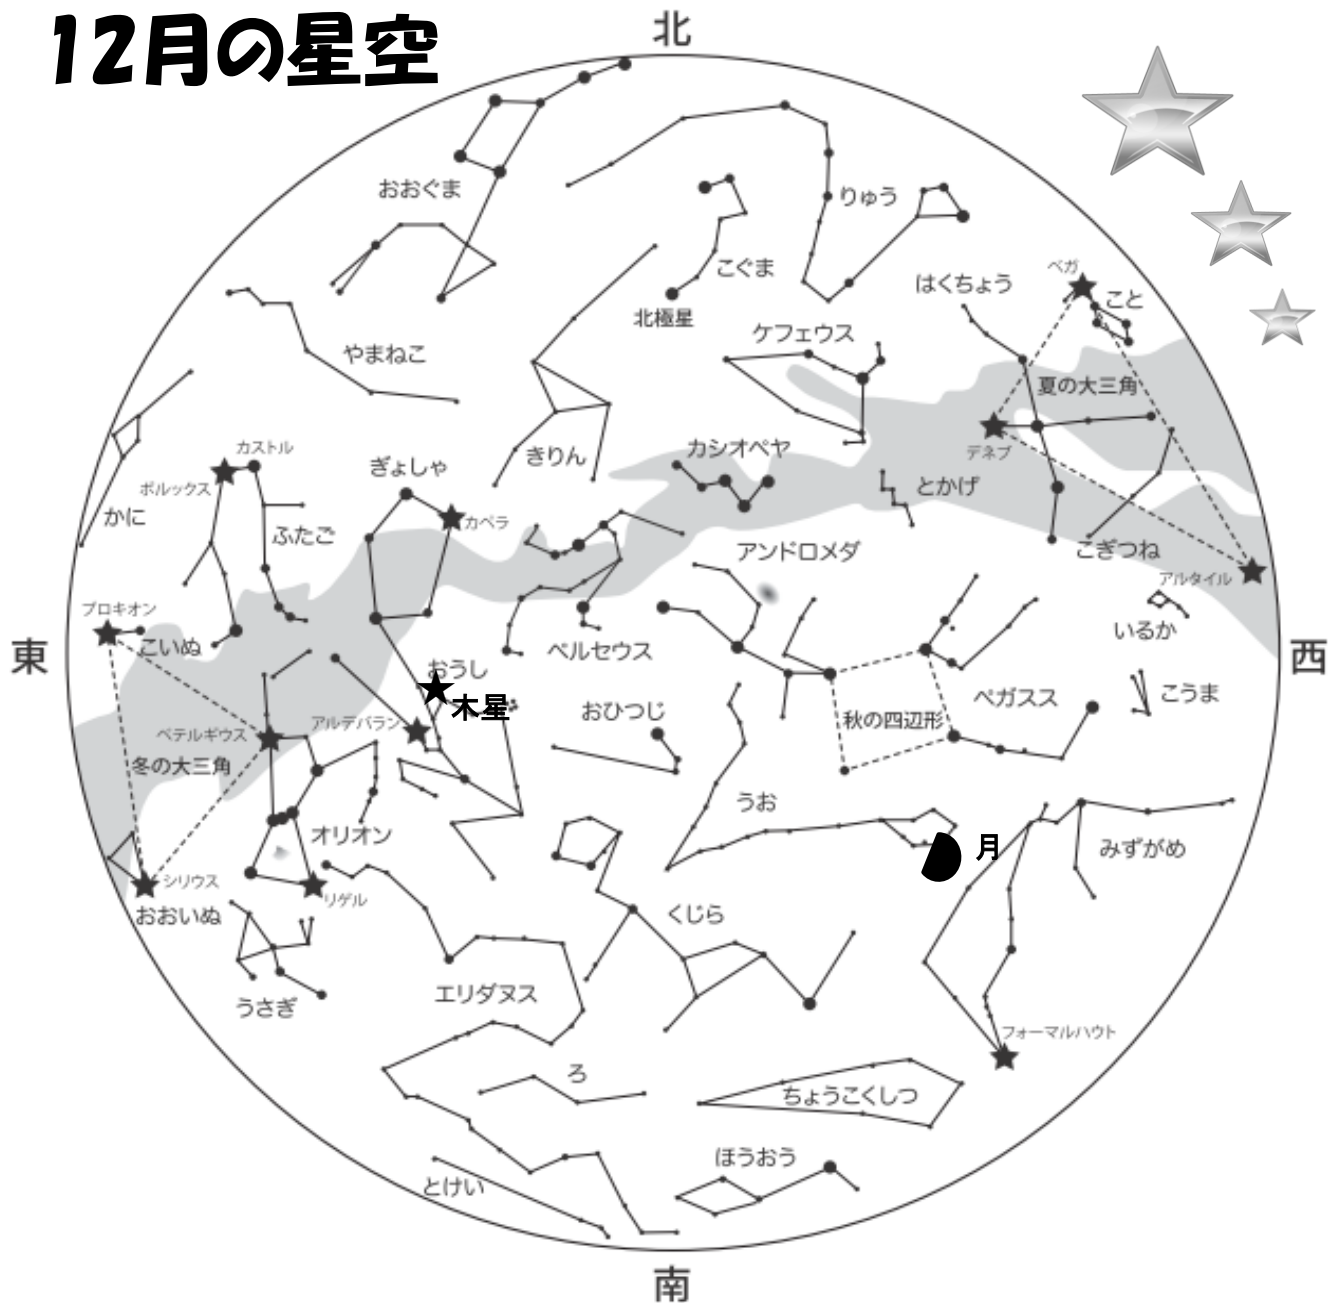 12月の星空
北
おおぐま
りゅう
こぐま
北極星
はくちょう
ベガ
こと
ケフェウス
やまねこ
夏の大三角
デネブ
カストル
ポルックス
かに
ふたご
ぎょしゃ
カペラ
きりん
カシオペヤ
とかげ
こぎつね
アルタイル
アンドロメダ
プロキオン
こいぬ
いるか
東
西
おうし
木星
ペルセウス
おひつじ
ペガスス
こうま
秋の四辺形
アルデバラン
ベテルギウス
冬の大三角
オリオン
うお
月
みずがめ
シリウス
リゲル
おおいぬ
くじら
うさぎ
エリダヌス
フォーマルハウト
ろ
ちょうこくしつ
ほうおう
とけい
南